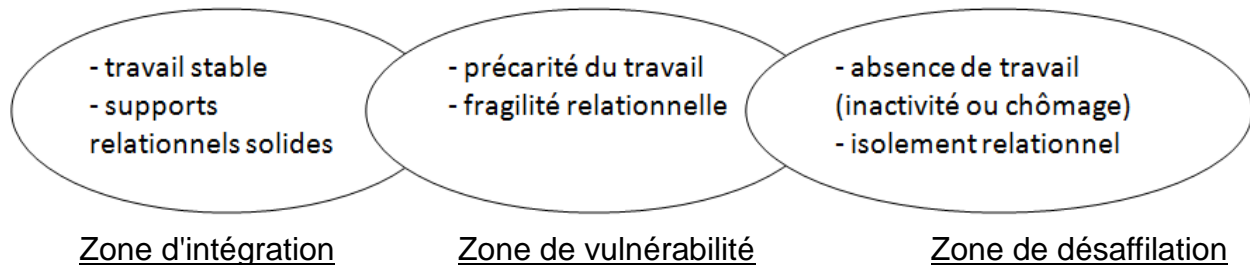 - travail stable
- supports
relationnels solides
- précarité du travail
- fragilité relationnelle
- absence de travail
(inactivité ou chômage)
- isolement relationnel
Zone d'intégration
Zone de vulnérabilité
Zone de désaffilation